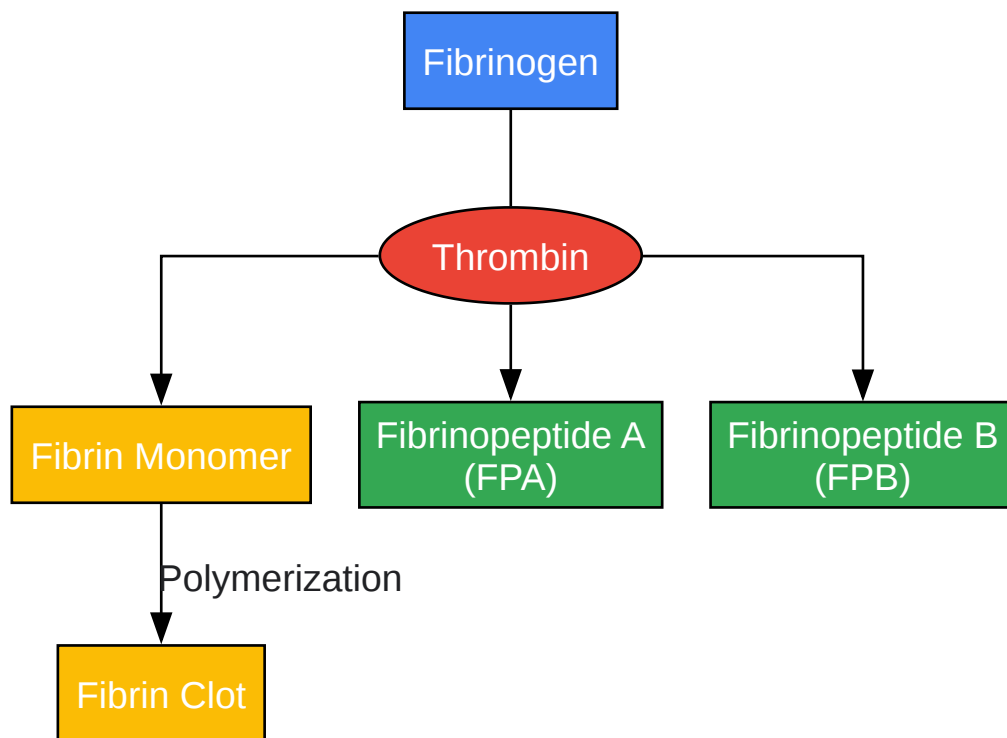 Fibrinogen
Thrombin
Fibrin Monomer
Fibrinopeptide A
(FPA)
Fibrinopeptide B
(FPB)
Polymerization
Fibrin Clot